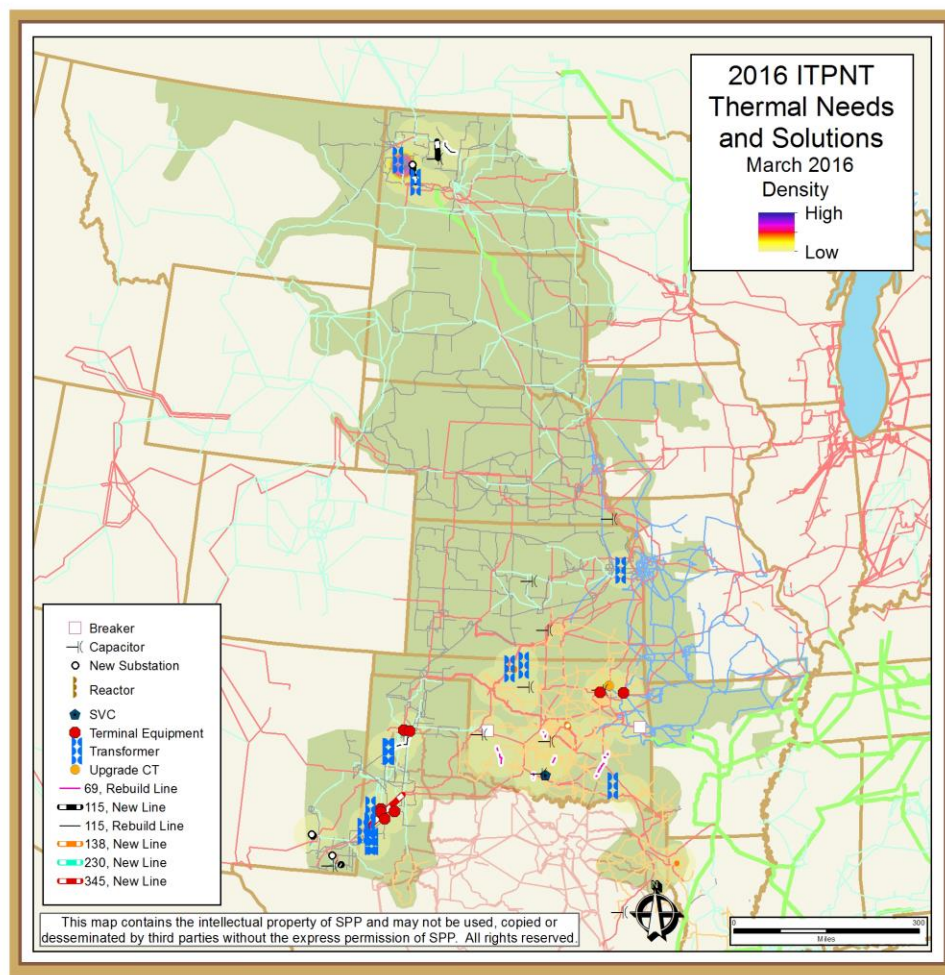 2016 ITPNT
Thermal Needs
and Solutions
March 2016
Density
High
Low
Breaker
Capacitor
New Substation
Reactor
SVC
Terminal Equipment
Transformer
Upgrade CT
69, Rebuild Line
115, New Line
115, Rebuild Line
138, New Line
230, New Line
345, New Line
This map contains the intellectual property of SPP and may not be used, copied or
desseminated by third parties without the express permission of SPP. All rights reserved.
0 300
Miles